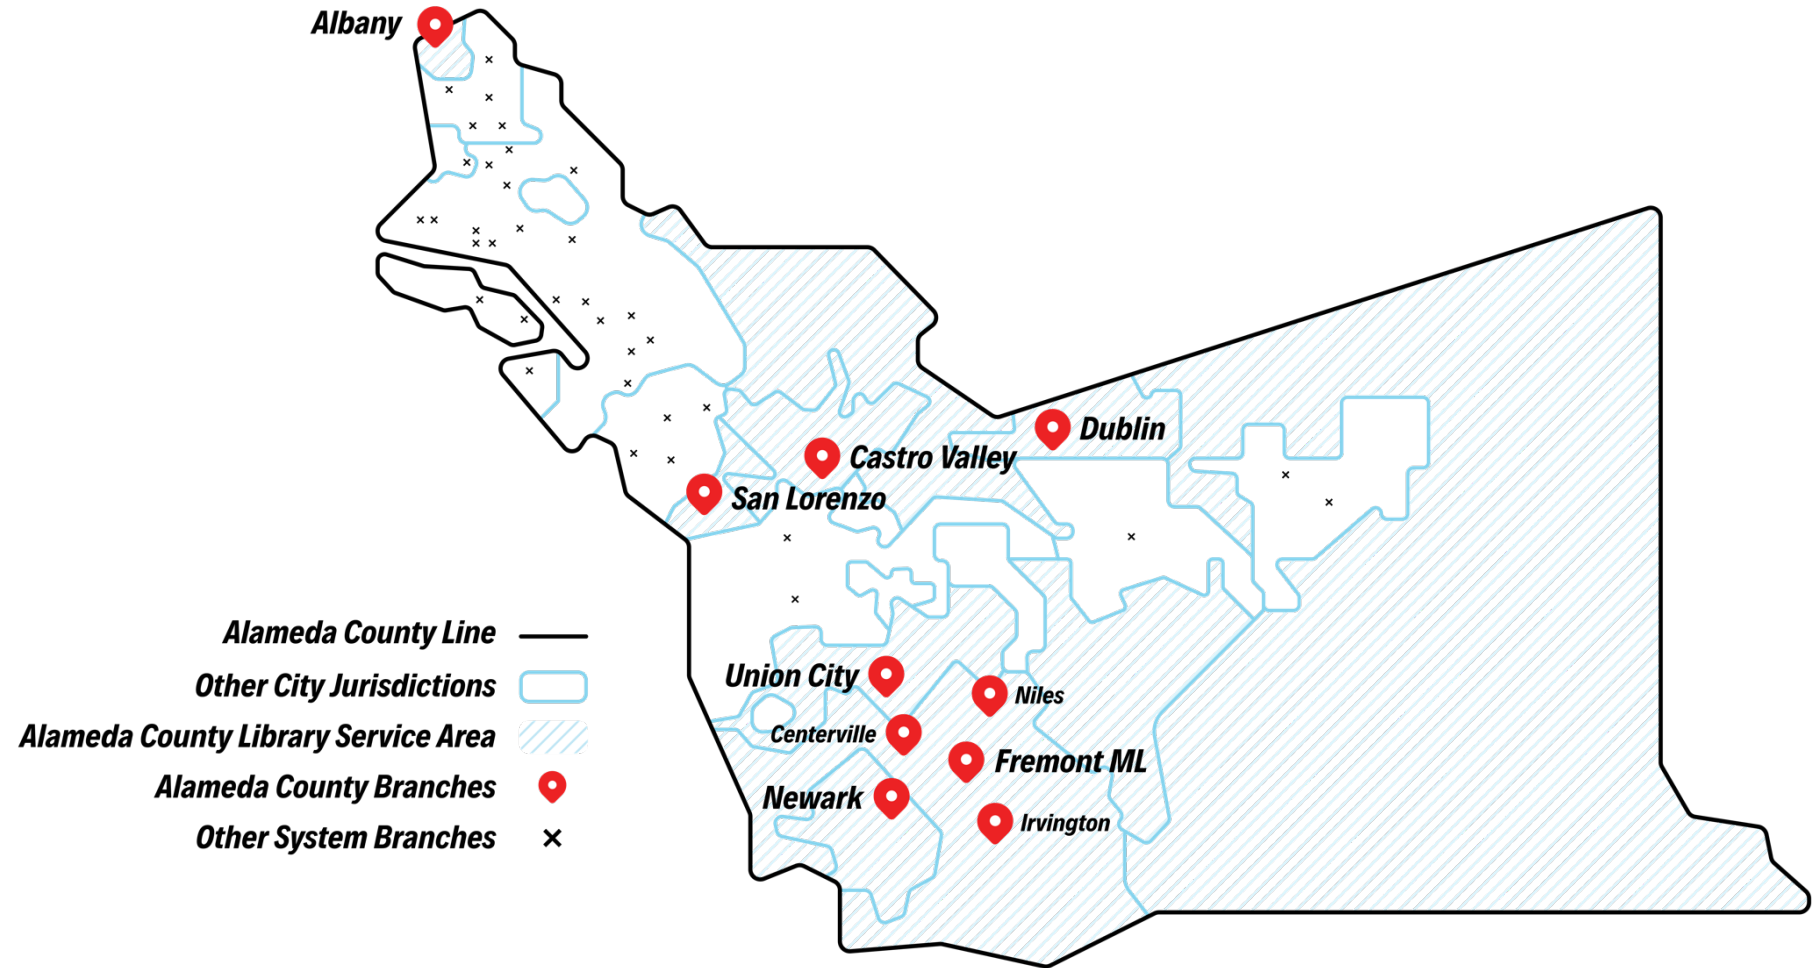 Albany
Dublin
Castro Valley
San Lorenzo
Alameda County Line
Other City Jurisdictions
Alameda County Library Service Area
Alameda County Branches
Other System Branches
Union City
Niles
Centerville
Fremont ML
Newark
Irvington